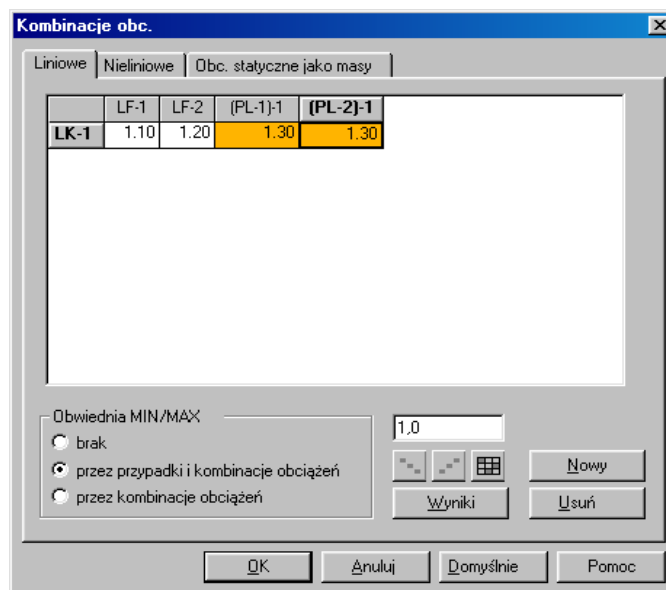 Kombinacje obc.
Liniowe Nieliniowe Obc. statyczne jako masy
LF-1 LF-2 (PL-1)-1 (PL-2)-1
LK-1 1.10 1.20 1.30 1.30
Obwiednia MIN/MAX
brak
przez przypadki i kombinacje obciążeń
przez kombinacje obciążeń
1,0
Nowy
Wyniki Usuń
OK Anuluj Domyślnie Pomoc